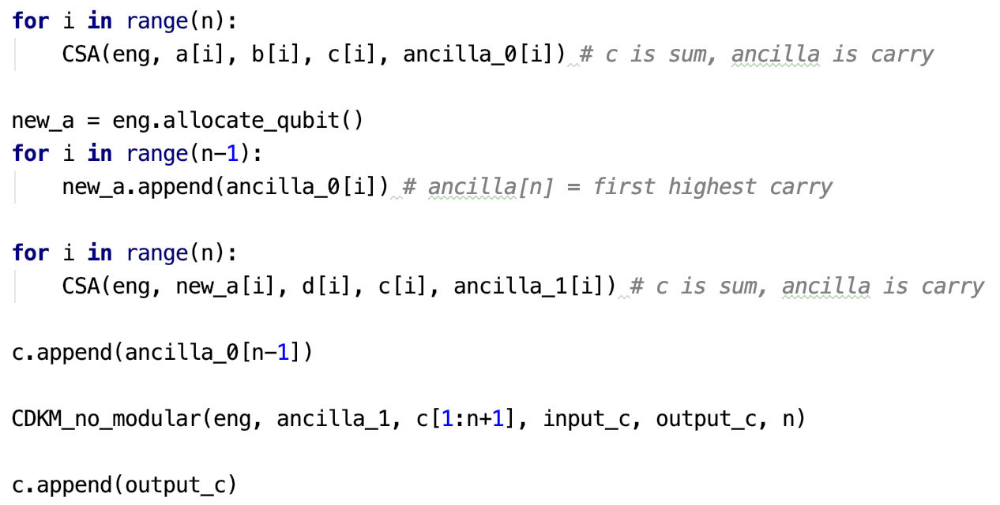 for i in range(n):
    CSA(eng, a[i], b[i], c[i], ancilla_0[i]) # c is sum, ancilla is carry
new_a = eng.allocate_qubit()
for i in range(n-1):
    new_a.append(ancilla_0[i]) # ancilla[n] = first highest carry
for i in range(n):
    CSA(eng, new_a[i], d[i], c[i], ancilla_1[i]) # c is sum, ancilla is carry
c.append(ancilla_0[n-1])
CDKM_no_modular(eng, ancilla_1, c[1:n+1], input_c, output_c, n)
c.append(output_c)